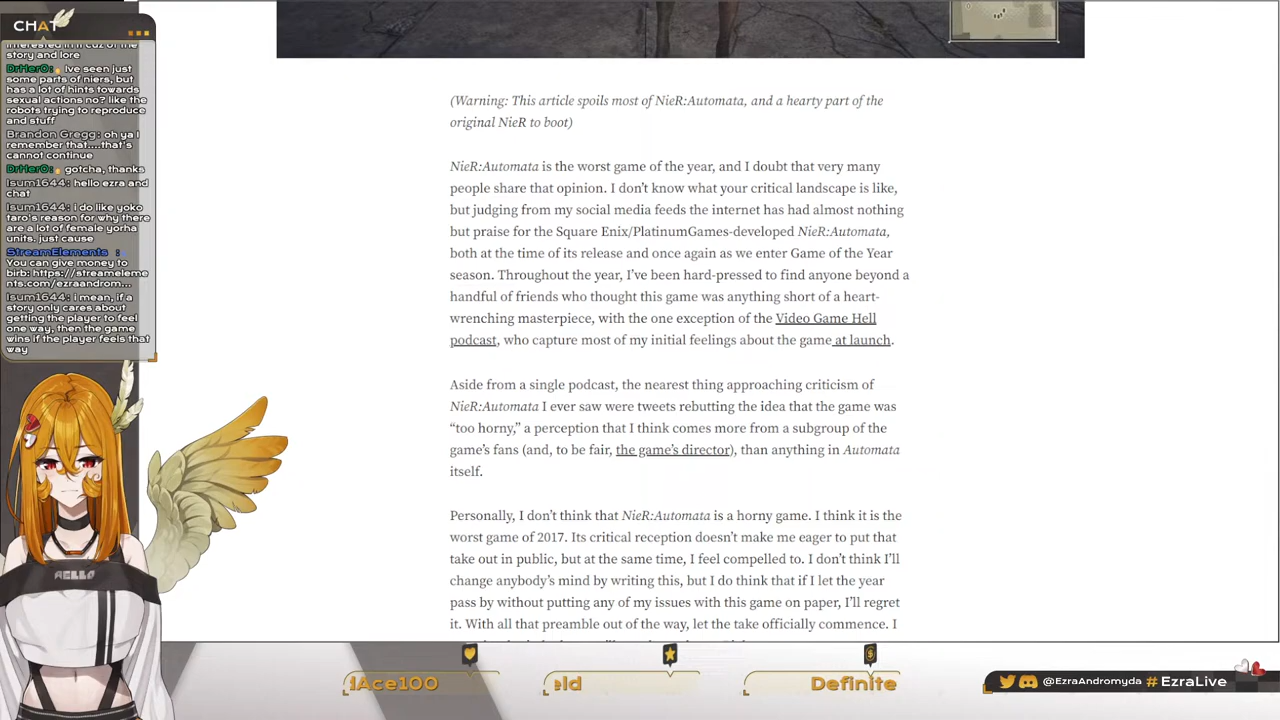 CHAT
interested in it cuz of the
story and lore
DrHerO: Ive seen just
some parts of niers, but
has a lot of hints towards
sexual actions no? like the
robots trying to reproduce
and stuff
Brandon Gregg: oh ya I
remember that....that's
cannot continue
DrHerO: gotcha, thanks
Isum1644: hello ezra and
chat
Isum1644: i do like yoko
taro's reason for why there
are a lot of female yorha
units. just cause
StreamElements :
You can give money to
birb: https://streameleme
nts.com/ezraandrom...
Isum1644: i mean, if a
story only cares about
getting the player to feel
one way, then the game
wins if the player feels that
way
(Warning: This article spoils most of NieR:Automata, and a hearty part of the
original NieR to boot)
NieR:Automata is the worst game of the year, and I doubt that very many
people share that opinion. I don't know what your critical landscape is like,
but judging from my social media feeds the internet has had almost nothing
but praise for the Square Enix/PlatinumGames-developed NieR:Automata,
both at the time of its release and once again as we enter Game of the Year
season. Throughout the year, I've been hard-pressed to find anyone beyond a
handful of friends who thought this game was anything short of a heart-
wrenching masterpiece, with the one exception of the Video Game Hell
podcast, who capture most of my initial feelings about the game at launch.
Aside from a single podcast, the nearest thing approaching criticism of
NieR:Automata I ever saw were tweets rebutting the idea that the game was
“too horny,” a perception that I think comes more from a subgroup of the
game's fans (and, to be fair, the game's director), than anything in Automata
itself.
Personally, I don't think that NieR:Automata is a horny game. I think it is the
worst game of 2017. Its critical reception doesn't make me eager to put that
take out in public, but at the same time, I feel compelled to. I don't think I'll
change anybody's mind by writing this, but I do think that if I let the year
pass by without putting any of my issues with this game on paper, I'll regret
it. With all that preamble out of the way, let the take officially commence. I
HELLO
Ace100
eld
Definite
@EzraAndromyda # EzraLive